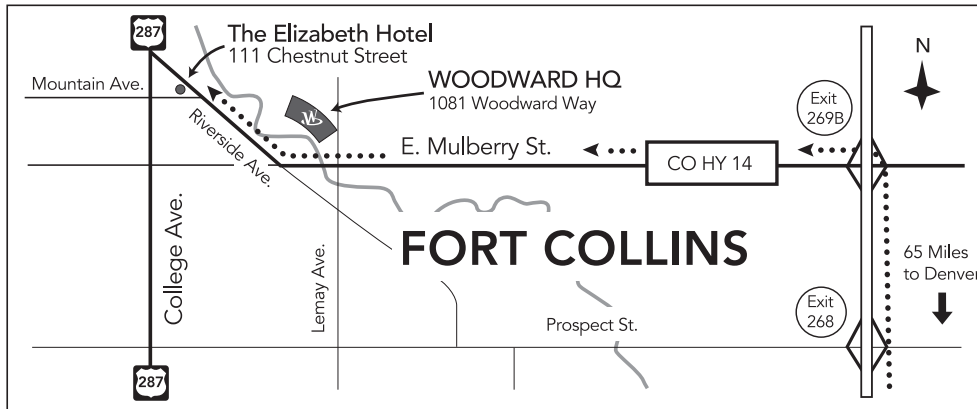 287
The Elizabeth Hotel
111 Chestnut Street
Mountain Ave.
WOODWARD HQ
1081 Woodward Way
N
Exit
269B
Riverside Ave.
E. Mulberry St.
CO HY 14
FORT COLLINS
College Ave.
Lemay Ave.
65 Miles
to Denver
Exit
268
Prospect St.
287